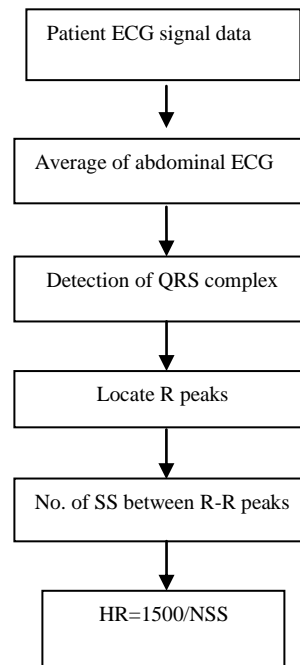 Patient ECG signal data
Average of abdominal ECG
Detection of QRS complex
Locate R peaks
No. of SS between R-R peaks
HR=1500/NSS